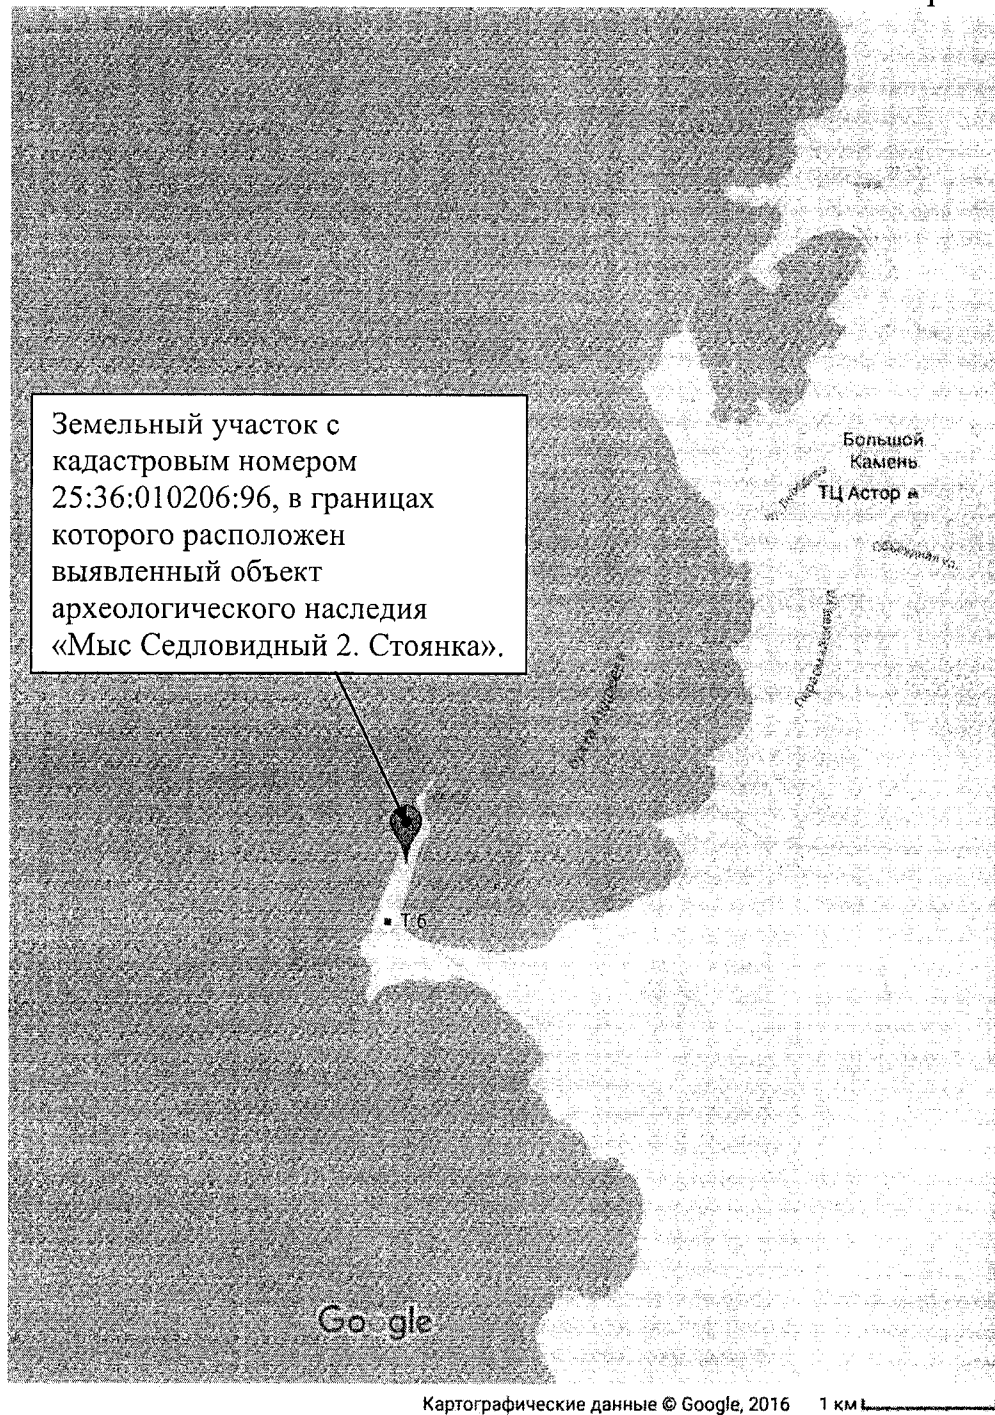 Земельный участок с
кадастровым номером
25:36:010206:96, в границах
которого расположен
выявленный объект
археологического наследия
«Мыс Седловидный 2. Стоянка».
Большой
Камень
ТЦ Астор
Т 6
Google
Картографические данные © Google, 2016 1 км